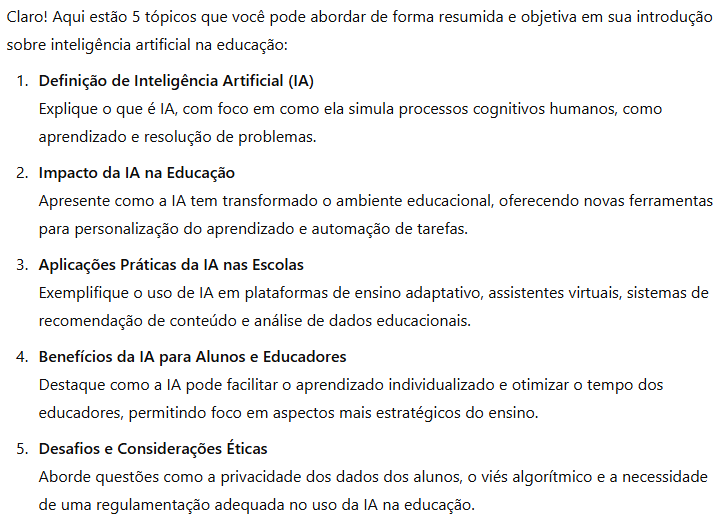 Claro! Aqui estão 5 tópicos que você pode abordar de forma resumida e objetiva em sua introdução
sobre inteligência artificial na educação:
1. Definição de Inteligência Artificial (IA)
Explique o que é IA, com foco em como ela simula processos cognitivos humanos, como
aprendizado e resolução de problemas.
2. Impacto da IA na Educação
Apresente como a IA tem transformado o ambiente educacional, oferecendo novas ferramentas
para personalização do aprendizado e automação de tarefas.
3. Aplicações Práticas da IA nas Escolas
Exemplifique o uso de IA em plataformas de ensino adaptativo, assistentes virtuais, sistemas de
recomendação de conteúdo e análise de dados educacionais.
4. Benefícios da IA para Alunos e Educadores
Destaque como a IA pode facilitar o aprendizado individualizado e otimizar o tempo dos
educadores, permitindo foco em aspectos mais estratégicos do ensino.
5. Desafios e Considerações Éticas
Aborde questões como a privacidade dos dados dos alunos, o viés algorítmico e a necessidade
de uma regulamentação adequada no uso da IA na educação.